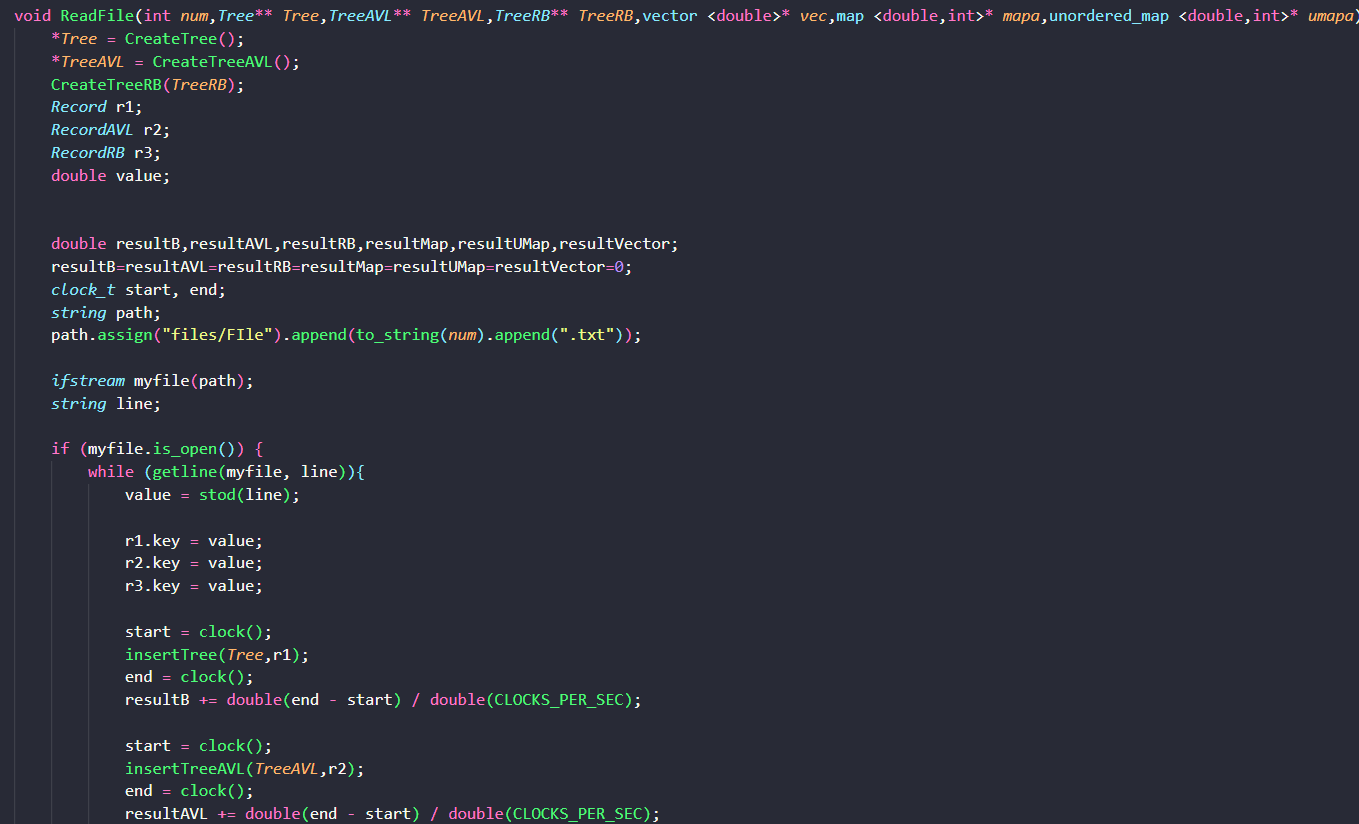 void ReadFile(int num,Tree** Tree,TreeAVL** TreeAVL,TreeRB** TreeRB,vector <double>* vec,map <double,int>* mapa,unordered_map <double,int>* umapa)
*Tree = CreateTree();
*TreeAVL = CreateTreeAVL();
CreateTreeRB(TreeRB);
Record r1;
RecordAVL r2;
RecordRB r3;
double value;
double resultB,resultAVL,resultRB,resultMap,resultUMap,resultVector;
resultB=resultAVL=resultRB=resultMap=resultUMap=resultVector=0;
clock_t start, end;
string path;
path.assign("files/FIle").append(to_string(num).append(".txt"));
ifstream myfile(path);
string line;
if (myfile.is_open()) {
while (getline(myfile, line)){
value = stod(line);
r1.key = value;
r2.key = value;
r3.key = value;
start = clock();
insertTree(Tree,r1);
end = clock();
resultB += double(end - start) / double(CLOCKS_PER_SEC);
start = clock();
insertTreeAVL(TreeAVL,r2);
end = clock();
resultAVL += double(end - start) / double(CLOCKS_PER_SEC);